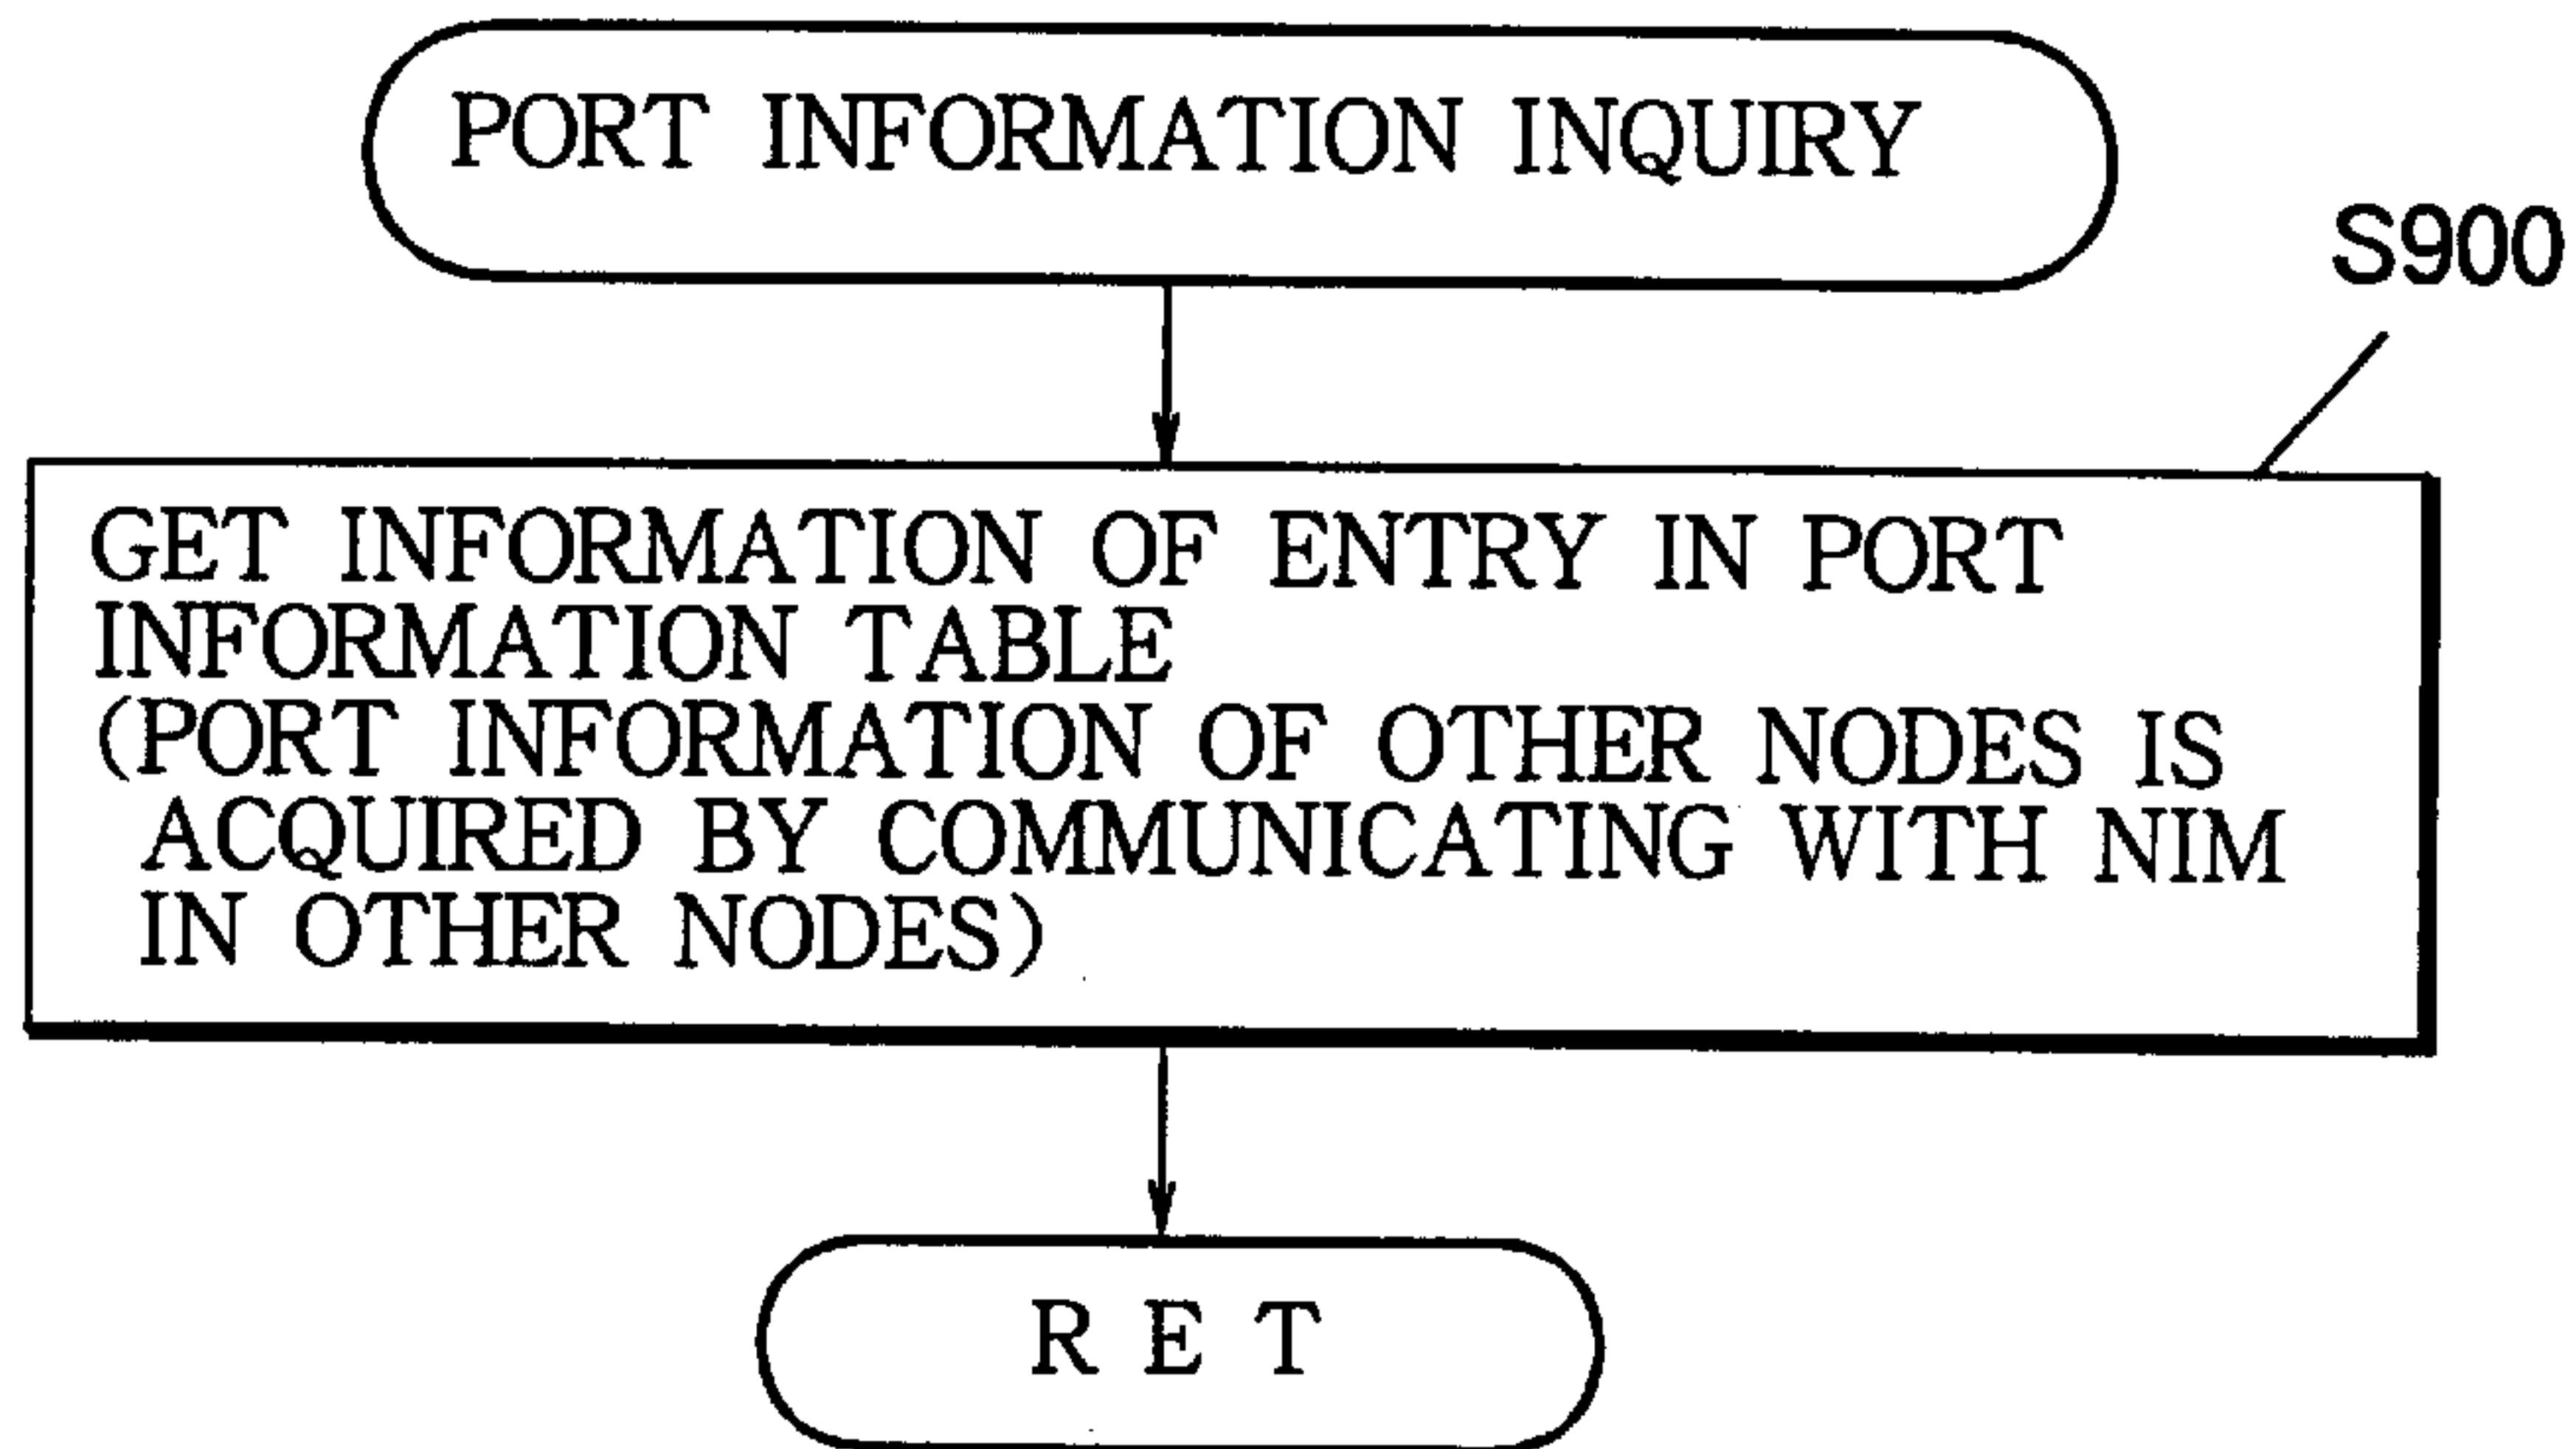 PORT INFORMATION INQUIRY
S900
GET INFORMATION OF ENTRY IN PORT
INFORMATION TABLE
(PORT INFORMATION OF OTHER NODES IS
ACQUIRED BY COMMUNICATING WITH NIM
IN OTHER NODES)
RET